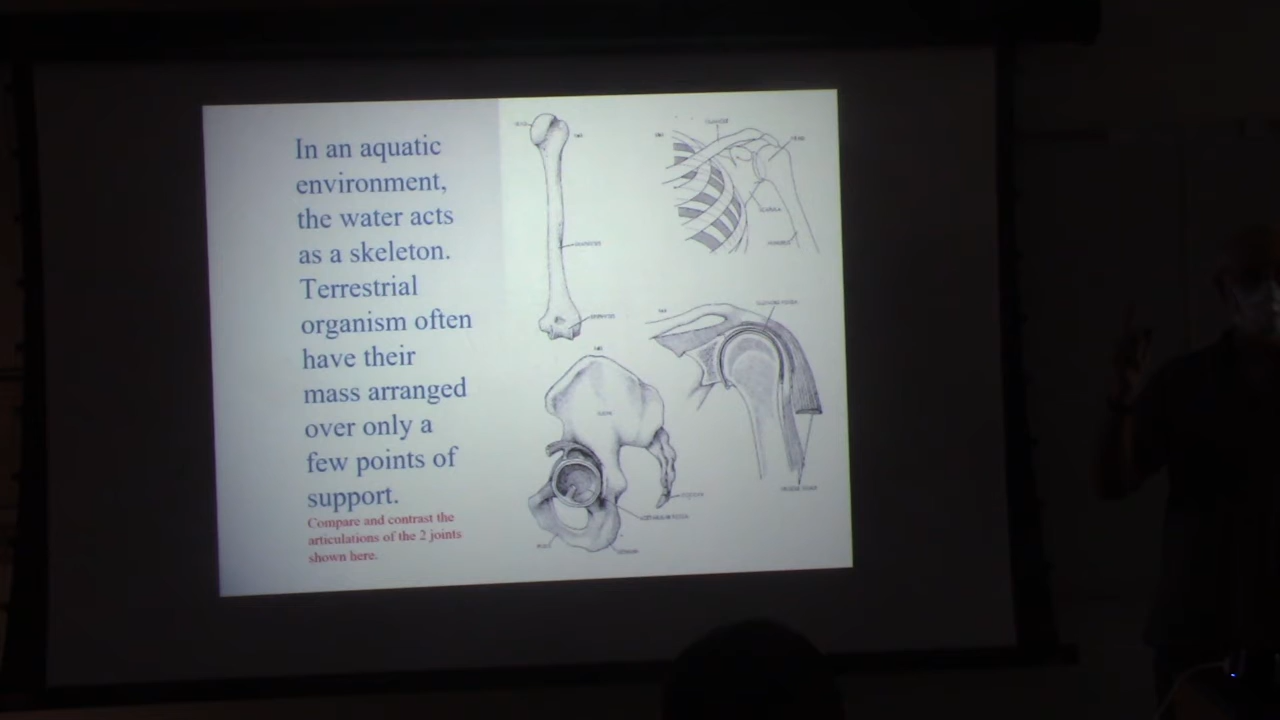 In an aquatic
environment,
the water acts
as a skeleton.
Terrestrial
organism often
have their
mass arranged
over only a
few points of
support.
Compare and contrast the
articulations of the 2 joints
shown here.